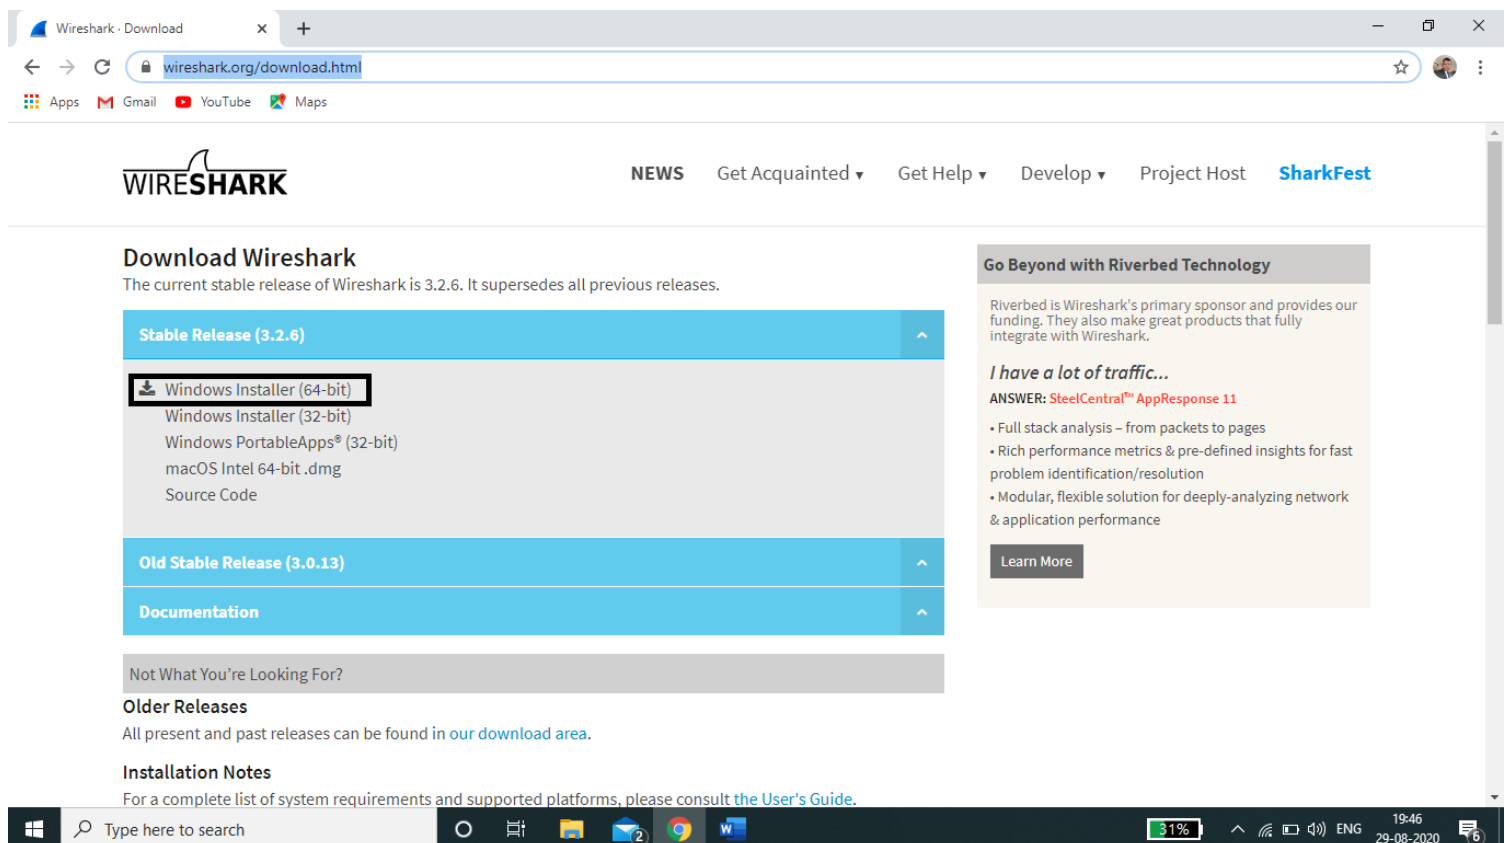 Wireshark · Download
wireshark.org/download.html
Apps Gmail YouTube Maps
WIRESHARK
NEWS Get Acquainted ▾ Get Help ▾ Develop ▾ Project Host SharkFest
Download Wireshark
The current stable release of Wireshark is 3.2.6. It supersedes all previous releases.
Stable Release (3.2.6)
Windows Installer (64-bit)
Windows Installer (32-bit)
Windows PortableApps® (32-bit)
macOS Intel 64-bit .dmg
Source Code
Old Stable Release (3.0.13)
Documentation
Not What You're Looking For?
Older Releases
All present and past releases can be found in our download area.
Installation Notes
For a complete list of system requirements and supported platforms, please consult the User's Guide.
Go Beyond with Riverbed Technology
Riverbed is Wireshark's primary sponsor and provides our
funding. They also make great products that fully
integrate with Wireshark.
I have a lot of traffic...
ANSWER: SteelCentral™ AppResponse 11
• Full stack analysis – from packets to pages
• Rich performance metrics & pre-defined insights for fast
problem identification/resolution
• Modular, flexible solution for deeply-analyzing network
& application performance
Learn More
Type here to search
2
W
31%
ENG
19:46
29-08-2020
6